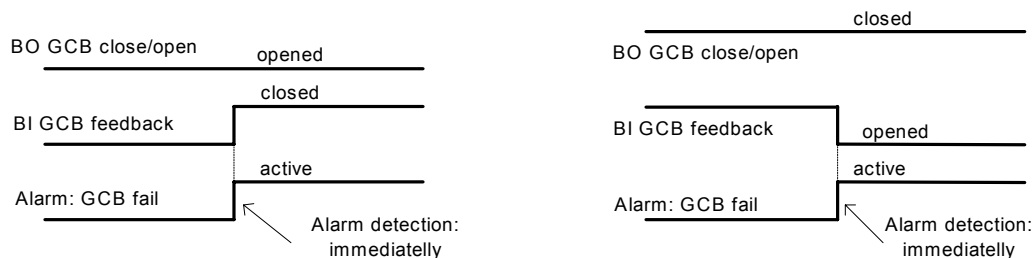 BO GCB close/open
opened
closed
BI GCB feedback
active
Alarm: GCB fail
Alarm detection:
immediatelly
closed
BO GCB close/open
BI GCB feedback
opened
active
Alarm: GCB fail
Alarm detection:
immediatelly